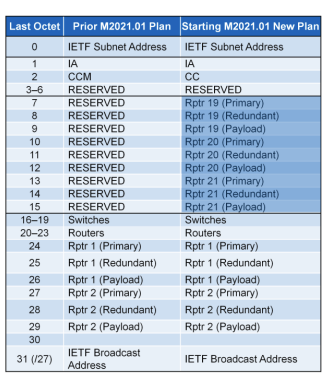 Last Octet Prior M2021.01 Plan Starting M2021.01 New Plan
0 IETF Subnet Address IETF Subnet Address
1 IA IA
2 CCM CC
3–6 RESERVED RESERVED
7 RESERVED Rptr 19 (Primary)
8 RESERVED Rptr 19 (Redundant)
9 RESERVED Rptr 19 (Payload)
10 RESERVED Rptr 20 (Primary)
11 RESERVED Rptr 20 (Redundant)
12 RESERVED Rptr 20 (Payload)
13 RESERVED Rptr 21 (Primary)
14 RESERVED Rptr 21 (Redundant)
15 RESERVED Rptr 21 (Payload)
16–19 Switches Switches
20–23 Routers Routers
24 Rptr 1 (Primary) Rptr 1 (Primary)
25 Rptr 1 (Redundant) Rptr 1 (Redundant)
26 Rptr 1 (Payload) Rptr 1 (Payload)
27 Rptr 2 (Primary) Rptr 2 (Primary)
28 Rptr 2 (Redundant) Rptr 2 (Redundant)
29 Rptr 2 (Payload) Rptr 2 (Payload)
30
31 (/27) IETF Broadcast Address IETF Broadcast Address